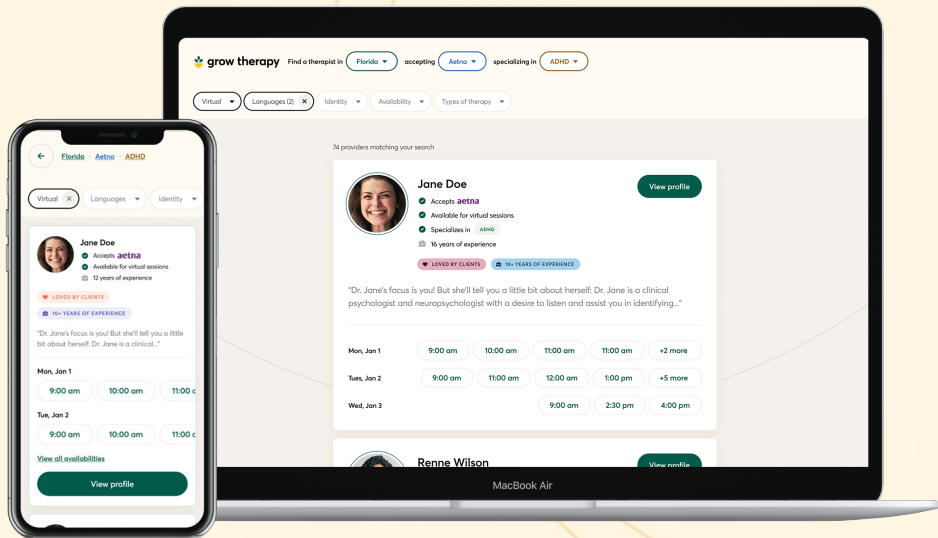 grow therapy Find a therapist in Florida accepting Aetna specializing in ADHD
Virtual Languages (2) × Identity Availability Types of therapy
74 providers matching your search
Jane Doe
View profile
Accepts aetna
Available for virtual sessions
Specializes in ADHD
16 years of experience
LOVED BY CLIENTS 10+ YEARS OF EXPERIENCE
"Dr. Jane's focus is you! But she'll tell you a little bit about herself: Dr. Jane is a clinical
psychologist and neuropsychologist with a desire to listen and assist you in identifying..."
Mon, Jan 1 9:00 am 10:00 am 11:00 am 11:00 am +2 more
Tues, Jan 2 9:00 am 11:00 am 12:00 am 1:00 pm +5 more
Wed, Jan 3 9:00 am 2:30 pm 4:00 pm
Renne Wilson
View profile
MacBook Air
Florida · Aetna · ADHD
Virtual × Languages Identity
Jane Doe
Accepts aetna
Available for virtual sessions
12 years of experience
LOVED BY CLIENTS
10+ YEARS OF EXPERIENCE
"Dr. Jane's focus is you! But she'll tell you a little
bit about herself: Dr. Jane is a clinical..."
Mon, Jan 1
9:00 am 10:00 am 11:00
Tue, Jan 2
9:00 am 10:00 am 11:00
View all availabilities
View profile